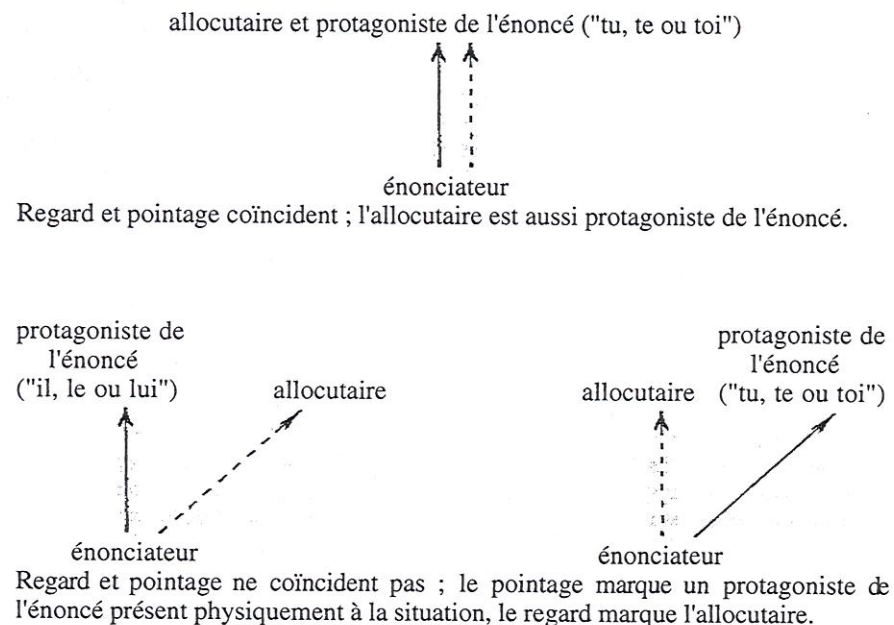 allocutaire et protagoniste de l'énoncé ("tu, te ou toi")
énonciateur
Regard et pointage coïncident ; l'allocutaire est aussi protagoniste de l'énoncé.
protagoniste de
l'énoncé
("il, le ou lui")
allocutaire
énonciateur
allocutaire
protagoniste de
l'énoncé
("tu, te ou toi")
énonciateur
Regard et pointage ne coïncident pas ; le pointage marque un protagoniste de
l'énoncé présent physiquement à la situation, le regard marque l'allocutaire.